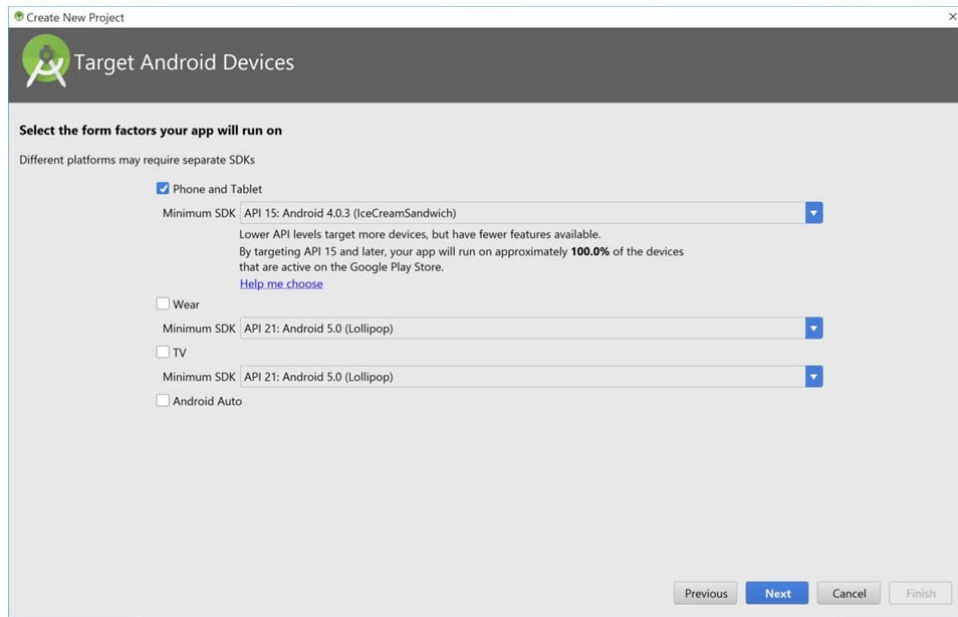 Create New Project
Target Android Devices
Select the form factors your app will run on
Different platforms may require separate SDKs
Phone and Tablet
Minimum SDK API 15: Android 4.0.3 (IceCreamSandwich)
Lower API levels target more devices, but have fewer features available.
By targeting API 15 and later, your app will run on approximately 100.0% of the devices
that are active on the Google Play Store.
Help me choose
Wear
Minimum SDK API 21: Android 5.0 (Lollipop)
TV
Minimum SDK API 21: Android 5.0 (Lollipop)
Android Auto
Previous Next Cancel Finish